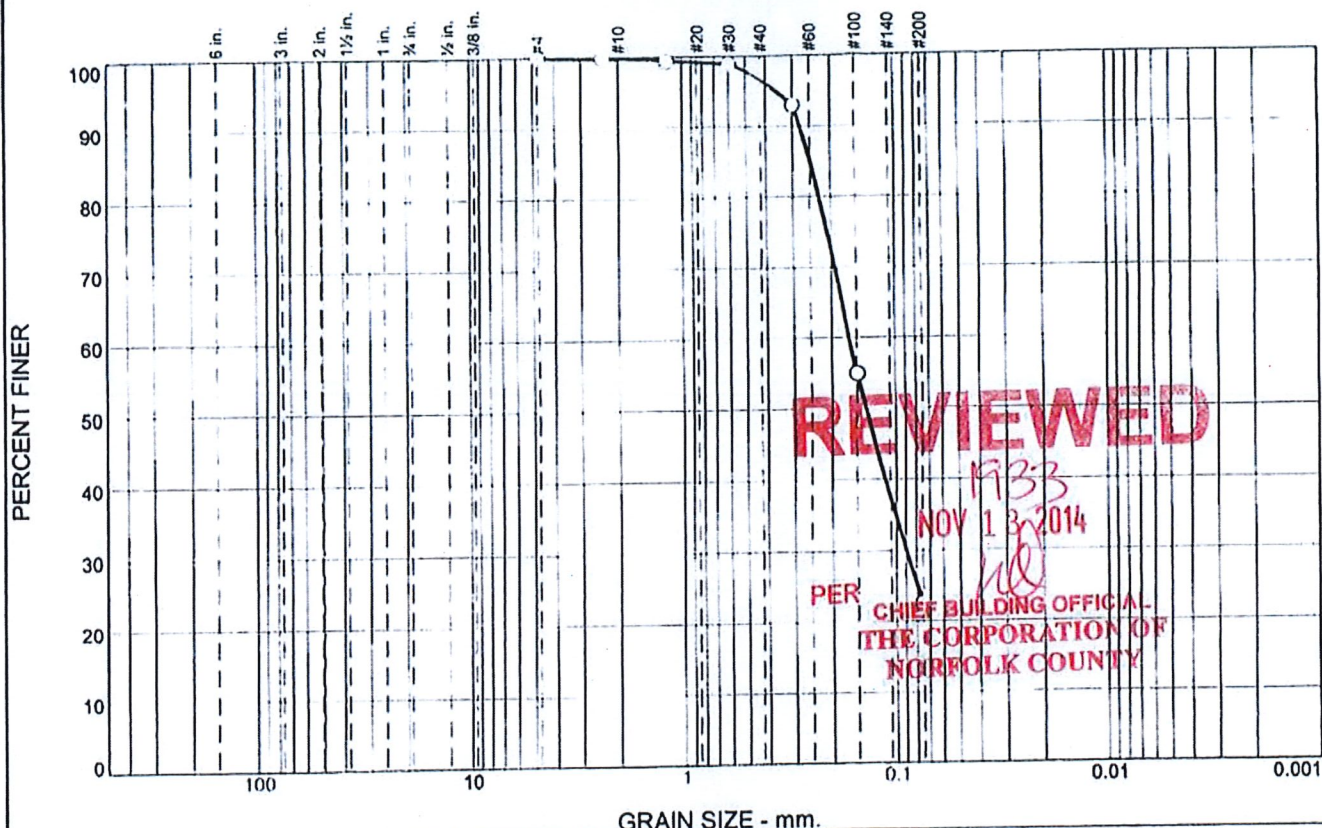 6 in. 3 in. 2 in. 1½ in. 1 in. ¾ in. ½ in. 3/8 in. #4 #10 #20 #30 #40 #60 #100 #140 #200
100
90
80
70
60
50
40
30
20
10
0
PERCENT FINER
100 10 1 0.1 0.01 0.001
GRAIN SIZE - mm.
REVIEWED
1933
NOV 13 2014
PER
CHIEF BUILDING OFFICIAL
THE CORPORATION OF
NORFOLK COUNTY